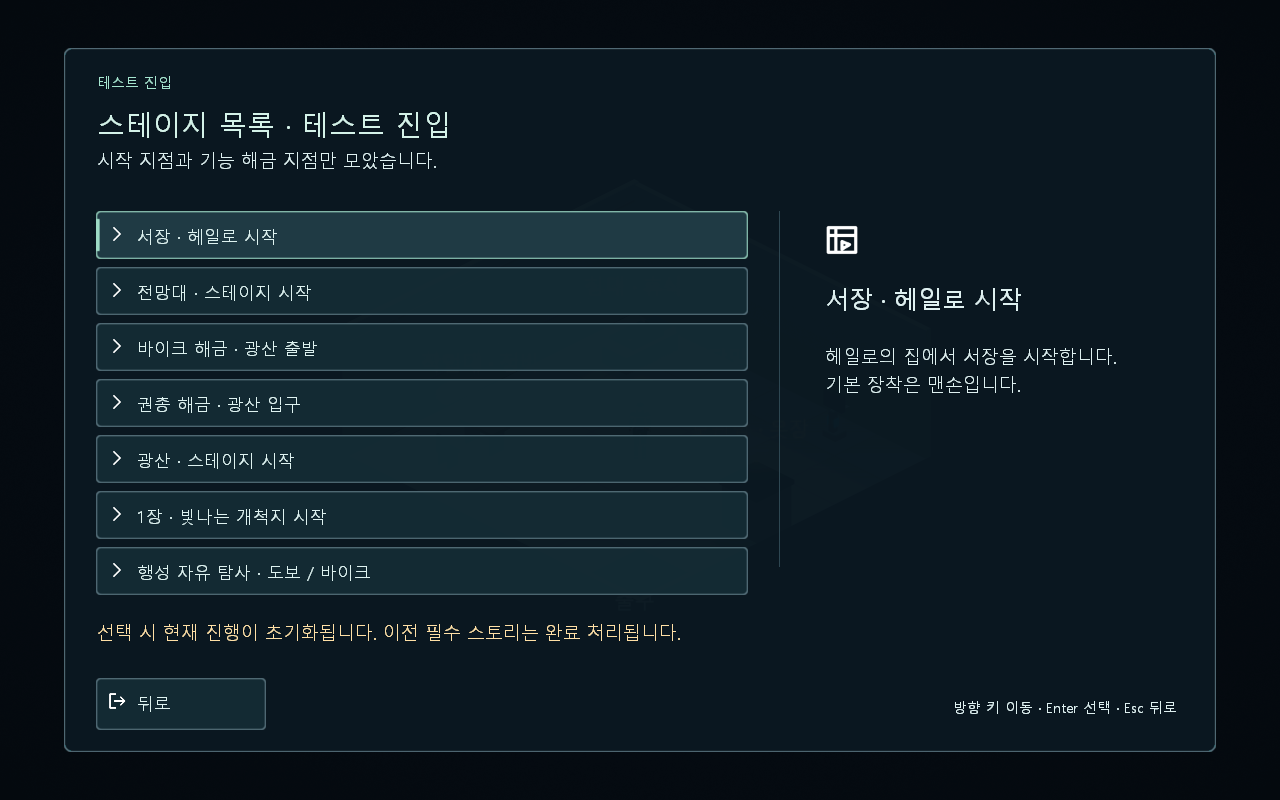 테스트 진입
스테이지 목록 · 테스트 진입
시작 지점과 기능 해금 지점만 모았습니다.
서장 · 헤일로 시작
전망대 · 스테이지 시작
바이크 해금 · 광산 출발
권총 해금 · 광산 입구
광산 · 스테이지 시작
1장 · 빛나는 개척지 시작
행성 자유 탐사 · 도보 / 바이크
서장 · 헤일로 시작
헤일로의 집에서 서장을 시작합니다.
기본 장착은 맨손입니다.
선택 시 현재 진행이 초기화됩니다. 이전 필수 스토리는 완료 처리됩니다.
뒤로
방향 키 이동 · Enter 선택 · Esc 뒤로